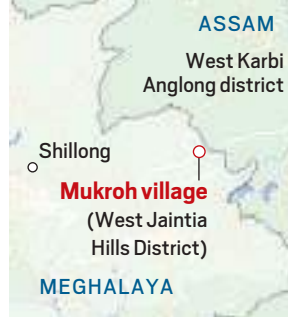 ASSAM
West Karbi
Anglong district
Shillong
Mukroh village
(West Jaintia
Hills District)
MEGHALAYA